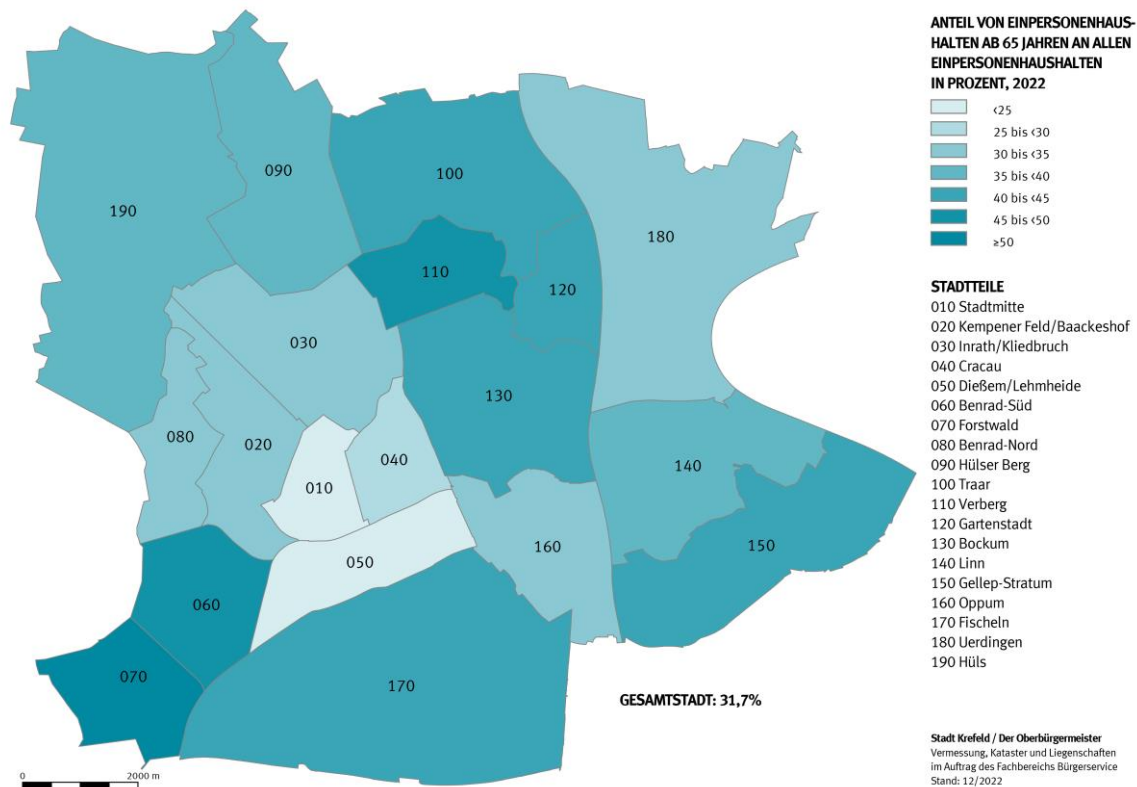 ANTEIL VON EINPERSONENHAUS-
HALTEN AB 65 JAHREN AN ALLEN
EINPERSONENHAUSHALTEN
IN PROZENT, 2022
<25
25 bis <30
30 bis <35
35 bis <40
40 bis <45
45 bis <50
≥50
STADTTEILE
010 Stadtmitte
020 Kempener Feld/Baackeshof
030 Inrath/Kliedbruch
040 Cracau
050 Dießem/Lehmheide
060 Benrad-Süd
070 Forstwald
080 Benrad-Nord
090 Hülser Berg
100 Traar
110 Verberg
120 Gartenstadt
130 Bockum
140 Linn
150 Gellep-Stratum
160 Oppum
170 Fischeln
180 Uerdingen
190 Hüls
090
100
190
180
110
120
030
130
080
020
040
140
010
150
160
050
060
070
170
GESAMTSTADT: 31,7%
Stadt Krefeld / Der Oberbürgermeister
Vermessung, Kataster und Liegenschaften
im Auftrag des Fachbereichs Bürgerservice
Stand: 12/2022
0 2000 m